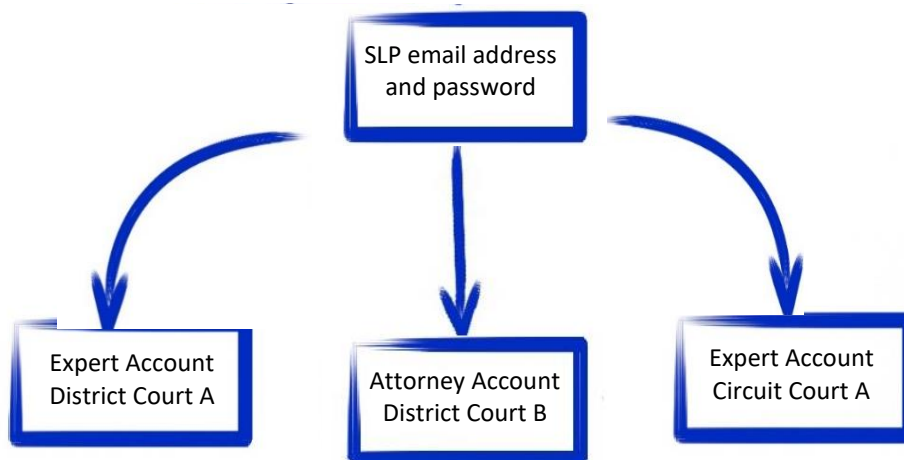 SLP email address
and password
Expert Account
District Court A
Attorney Account
District Court B
Expert Account
Circuit Court A